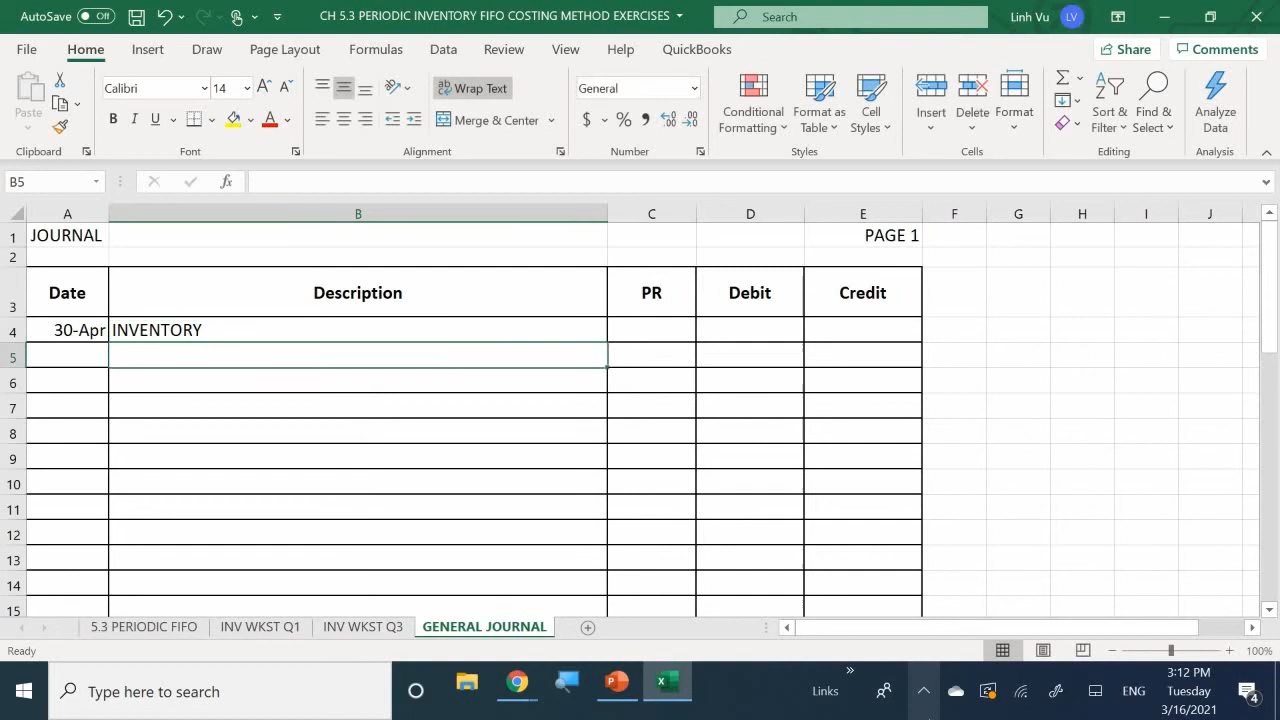 AutoSave Off CH 5.3 PERIODIC INVENTORY FIFO COSTING METHOD EXERCISES Search Linh Vu LV
File Home Insert Draw Page Layout Formulas Data Review View Help QuickBooks Share Comments
Paste Calibri 14 Wrap Text General Conditional Formatting Format as Table Cell Styles Insert Delete Format Sort & Filter Find & Select Analyze Data
B I U A Merge & Center $ % 9
Clipboard Font Alignment Number Styles Cells Editing Analysis
B5 fx
A B C D E F G H I J
1 JOURNAL PAGE 1
2
3 Date Description PR Debit Credit
4 30-Apr INVENTORY
5
6
7
8
9
10
11
12
13
14
15
5.3 PERIODIC FIFO INV WKST Q1 INV WKST Q3 GENERAL JOURNAL
Ready 100%
Type here to search Links ENG 3:12 PM
Tuesday
3/16/2021 4